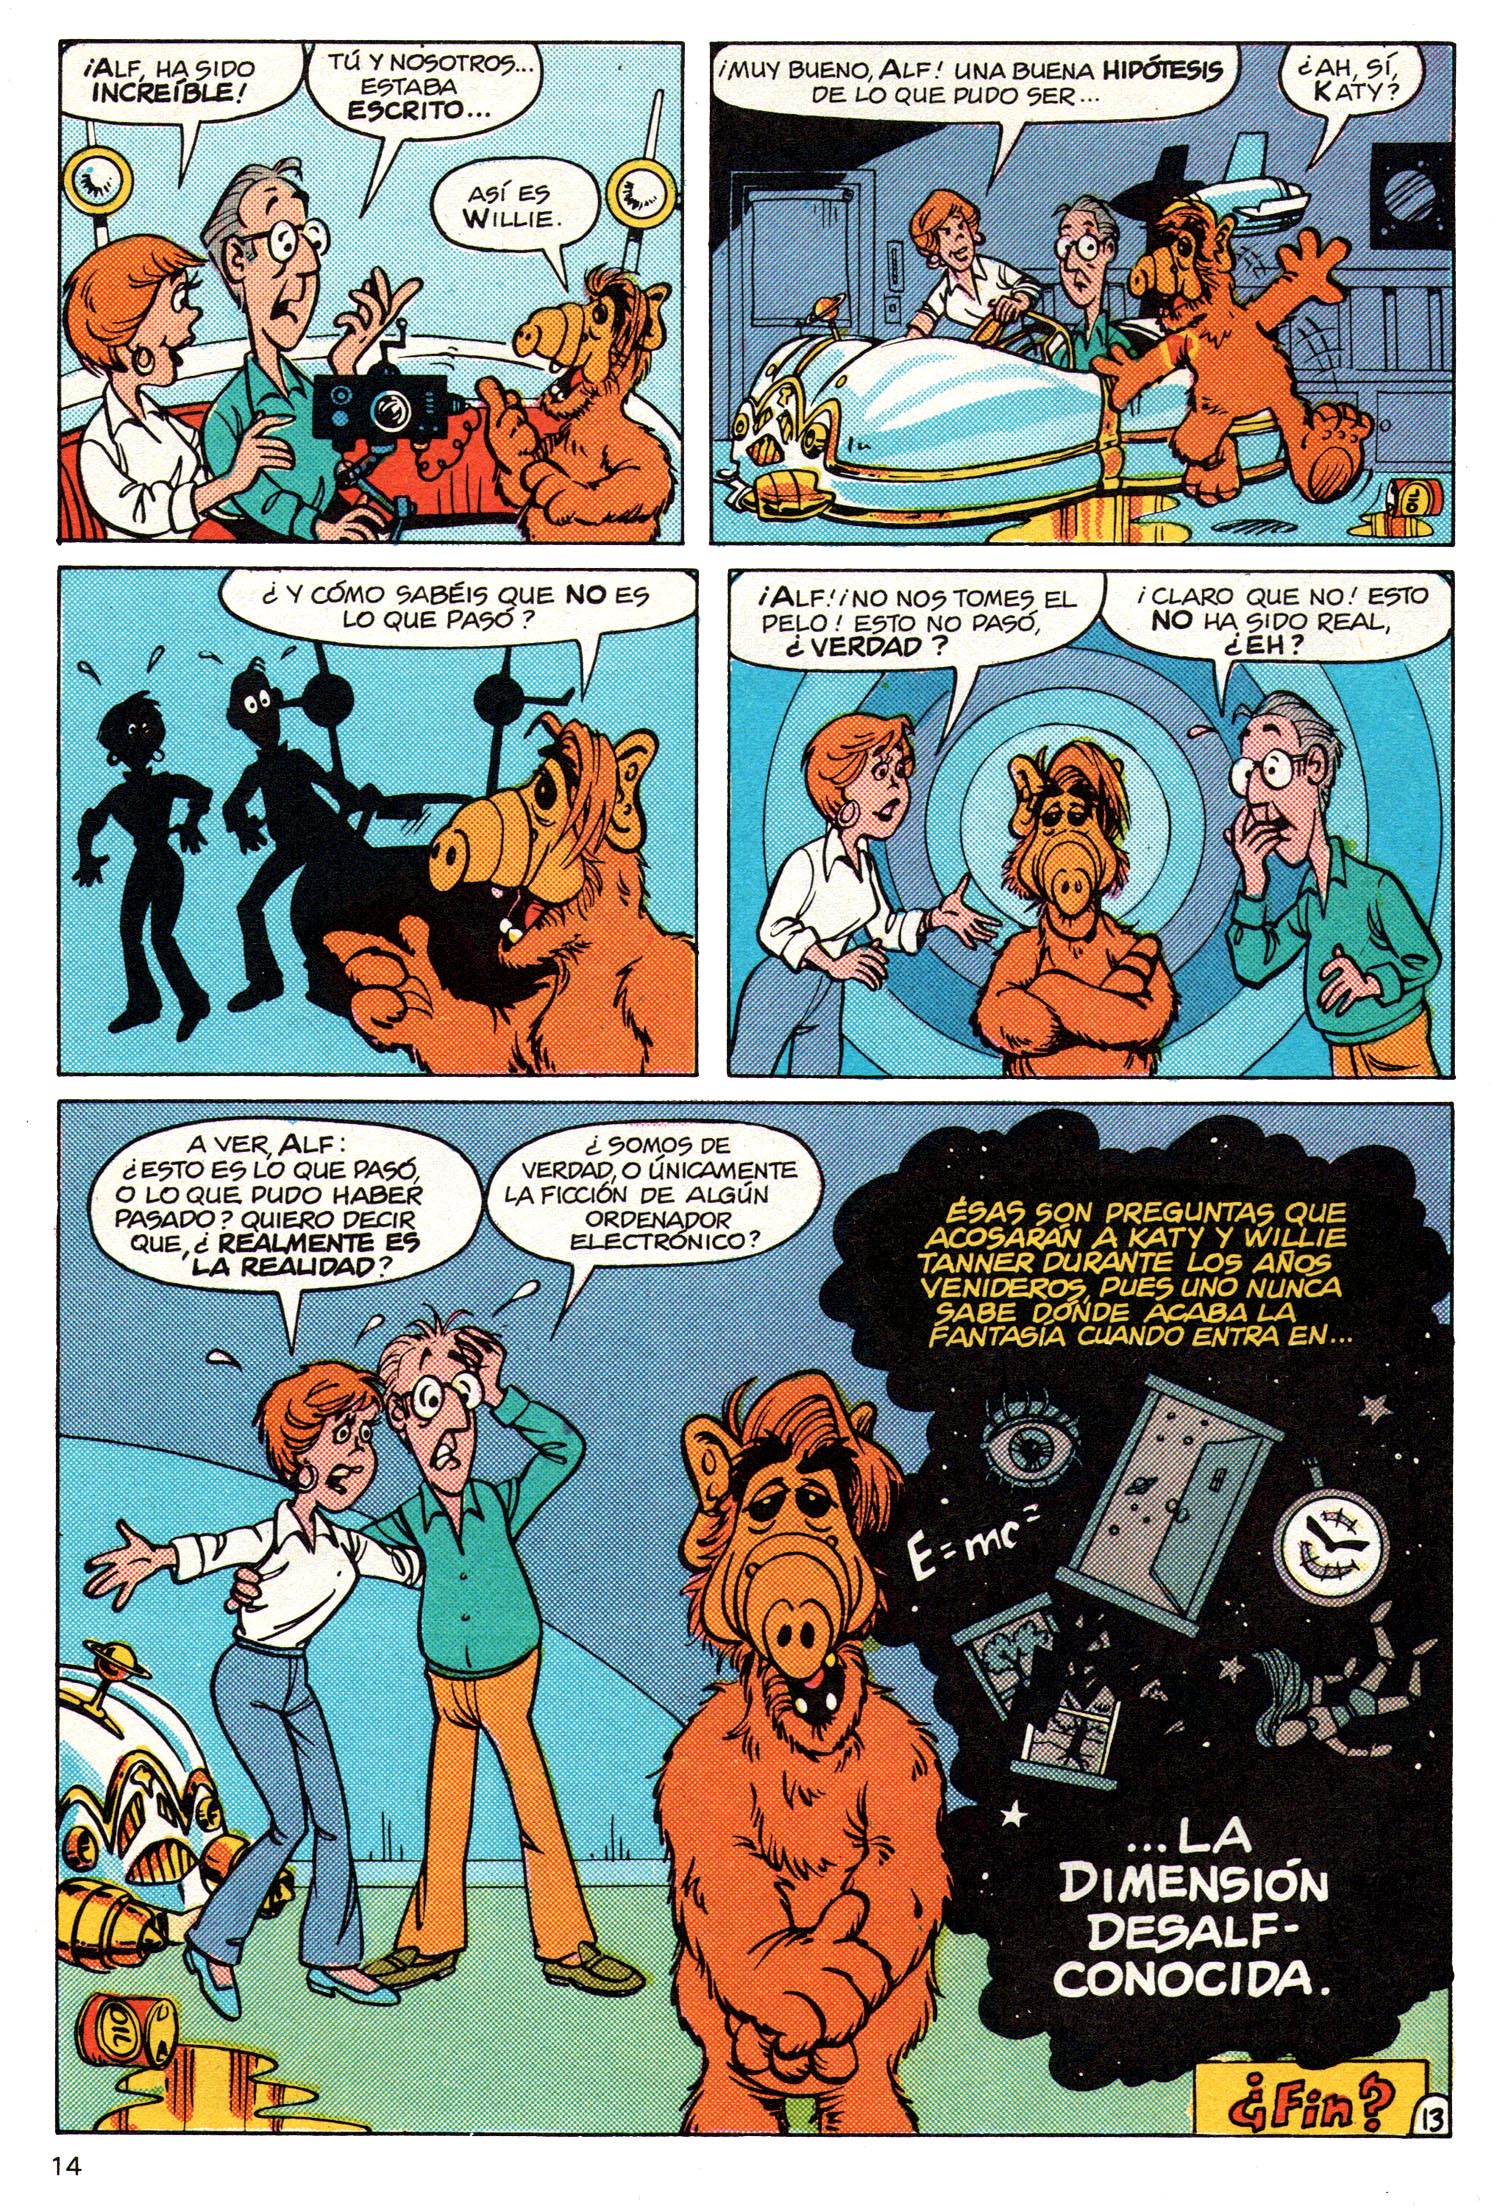 ¡ALF, HA SIDO
INCREÍBLE!
TÚ Y NOSOTROS...
ESTABA
ESCRITO...
ASÍ ES
WILLIE.
¡MUY BUENO, ALF! UNA BUENA HIPÓTESIS
DE LO QUE PUDO SER...
¿AH, SÍ,
KATY?
OIL
¿Y CÓMO SABÉIS QUE NO ES
LO QUE PASÓ?
¡ALF! ¡NO NOS TOMES EL
PELO! ESTO NO PASÓ,
¿VERDAD?
¡CLARO QUE NO! ESTO
NO HA SIDO REAL,
¿EH?
A VER, ALF:
¿ESTO ES LO QUE PASÓ,
O LO QUE PUDO HABER
PASADO? QUIERO DECIR
QUE, ¿REALMENTE ES
LA REALIDAD?
¿SOMOS DE
VERDAD, O ÚNICAMENTE
LA FICCIÓN DE ALGÚN
ORDENADOR
ELECTRÓNICO?
ÉSAS SON PREGUNTAS QUE
ACOSARÁN A KATY Y WILLIE
TANNER DURANTE LOS AÑOS
VENIDEROS, PUES UNO NUNCA
SABE DÓNDE ACABA LA
FANTASÍA CUANDO ENTRA EN...
E=mc²
...LA
DIMENSIÓN
DESALF-
CONOCIDA.
OIL
¿Fin?
13
14